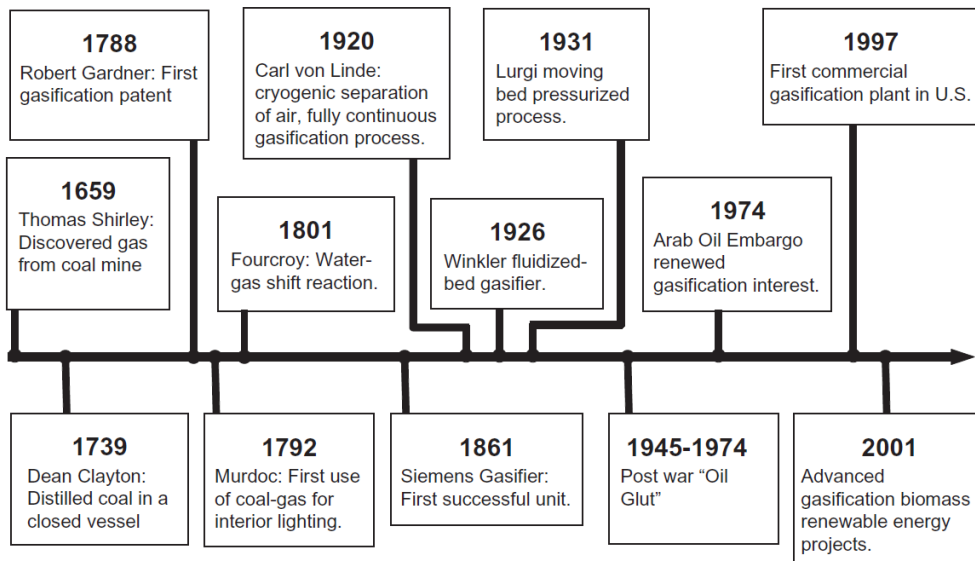 1788
Robert Gardner: First
gasification patent
1920
Carl von Linde:
cryogenic separation
of air, fully continuous
gasification process.
1931
Lurgi moving
bed pressurized
process.
1997
First commercial
gasification plant in U.S.
1659
Thomas Shirley:
Discovered gas
from coal mine
1801
Fourcroy: Water-
gas shift reaction.
1926
Winkler fluidized-
bed gasifier.
1974
Arab Oil Embargo
renewed
gasification interest.
1739
Dean Clayton:
Distilled coal in a
closed vessel
1792
Murdoc: First use
of coal-gas for
interior lighting.
1861
Siemens Gasifier:
First successful unit.
1945-1974
Post war “Oil
Glut”
2001
Advanced
gasification biomass
renewable energy
projects.